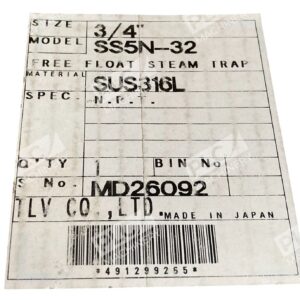 SIZE 3/4"
MODEL SS5N-32
FREE FLOAT STEAM TRAP
MATERIAL SUS316L
SPEC. N.P.T.
Q'TY 1 BIN No
S No. MD26092
TLV CO.,LTD. MADE IN JAPAN
*491299255*